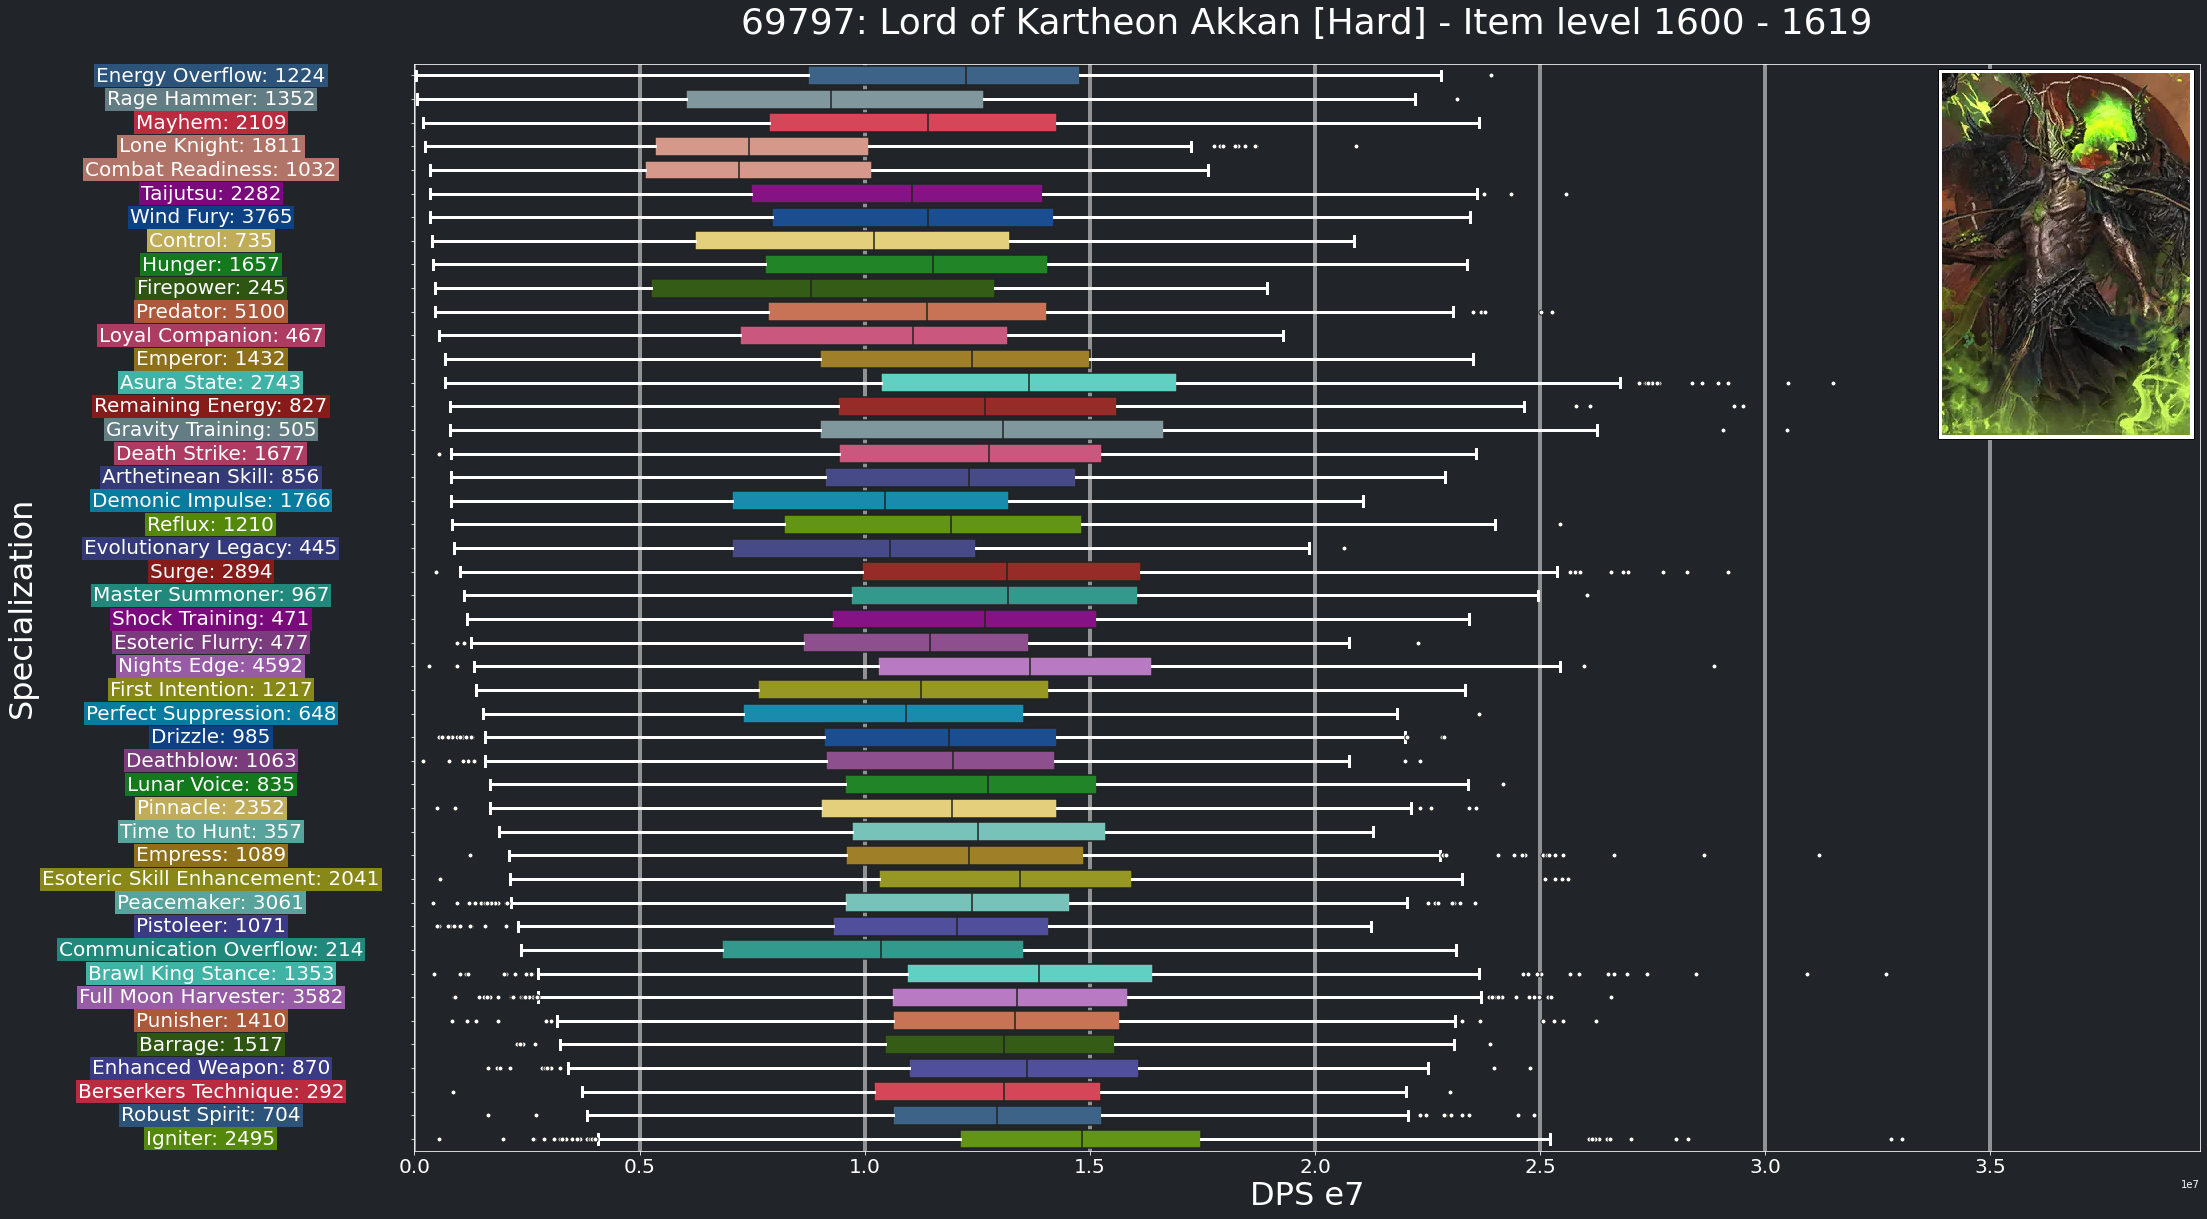 69797: Lord of Kartheon Akkan [Hard] - Item level 1600 - 1619
Energy Overflow: 1224
Rage Hammer: 1352
Mayhem: 2109
Lone Knight: 1811
Combat Readiness: 1032
Taijutsu: 2282
Wind Fury: 3765
Control: 735
Hunger: 1657
Firepower: 245
Predator: 5100
Loyal Companion: 467
Emperor: 1432
Asura State: 2743
Remaining Energy: 827
Gravity Training: 505
Death Strike: 1677
Arthetinean Skill: 856
Demonic Impulse: 1766
Reflux: 1210
Evolutionary Legacy: 445
Surge: 2894
Master Summoner: 967
Shock Training: 471
Esoteric Flurry: 477
Nights Edge: 4592
First Intention: 1217
Perfect Suppression: 648
Drizzle: 985
Deathblow: 1063
Lunar Voice: 835
Pinnacle: 2352
Time to Hunt: 357
Empress: 1089
Esoteric Skill Enhancement: 2041
Peacemaker: 3061
Pistoleer: 1071
Communication Overflow: 214
Brawl King Stance: 1353
Full Moon Harvester: 3582
Punisher: 1410
Barrage: 1517
Enhanced Weapon: 870
Berserkers Technique: 292
Robust Spirit: 704
Igniter: 2495
Specialization
0.0 0.5 1.0 1.5 2.0 2.5 3.0 3.5
DPS e7
1e7